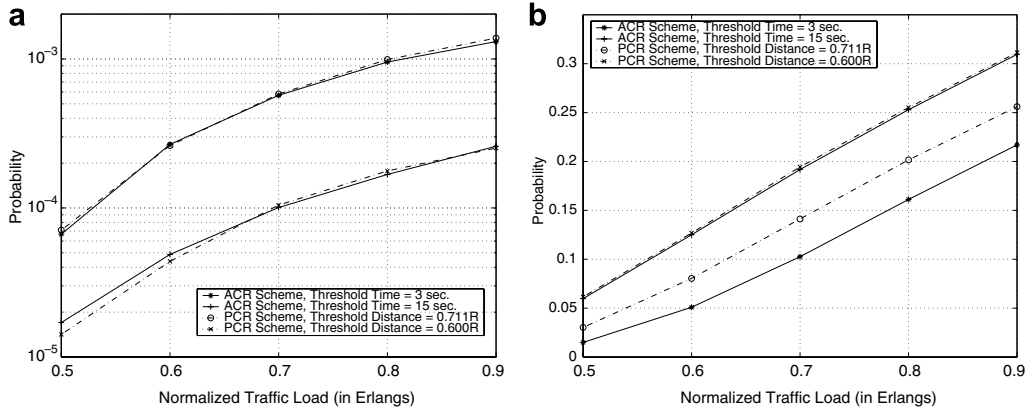 a
10⁻³
10⁻⁴
10⁻⁵
Probability
ACR Scheme, Threshold Time = 3 sec.
ACR Scheme, Threshold Time = 15 sec.
PCR Scheme, Threshold Distance = 0.711R
PCR Scheme, Threshold Distance = 0.600R
0.5 0.6 0.7 0.8 0.9
Normalized Traffic Load (in Erlangs)
b
ACR Scheme, Threshold Time = 3 sec.
ACR Scheme, Threshold Time = 15 sec.
PCR Scheme, Threshold Distance = 0.711R
PCR Scheme, Threshold Distance = 0.600R
0.3
0.25
0.2
0.15
0.1
0.05
0
Probability
0.5 0.6 0.7 0.8 0.9
Normalized Traffic Load (in Erlangs)